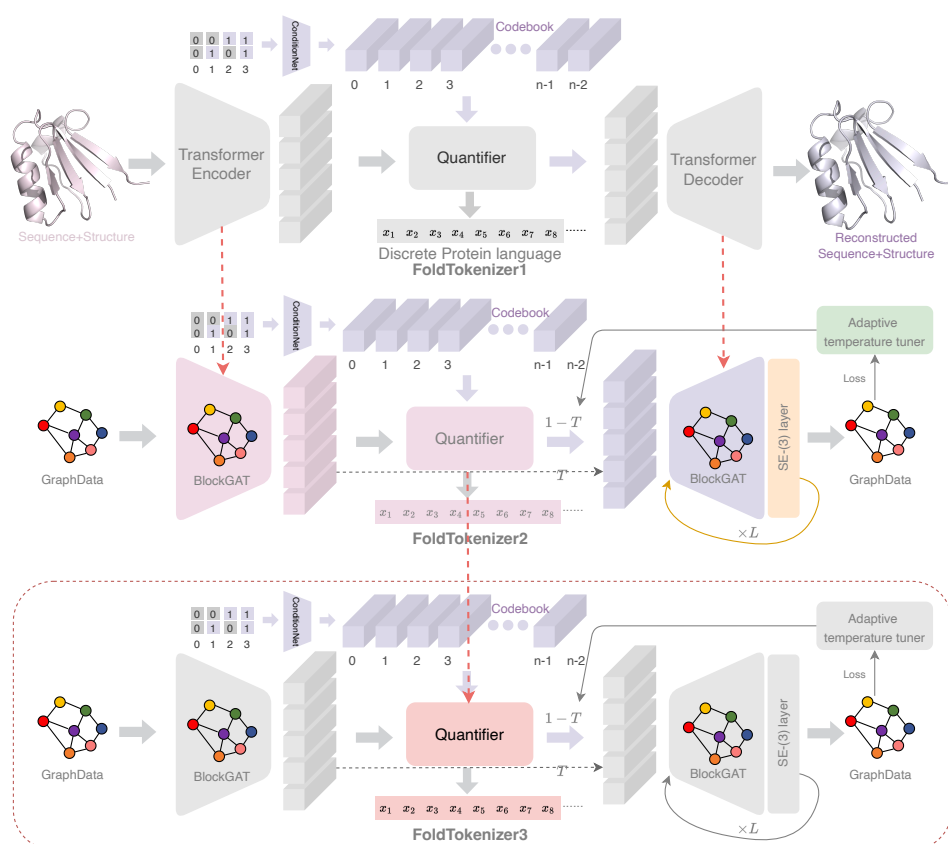 0 0 1 1
0 1 0 1
0 1 2 3
ConditionNet
Codebook
0 1 2 3 n-1 n-2
Transformer
Encoder
Quantifier
Transformer
Decoder
Sequence+Structure
x1 x2 x3 x4 x5 x6 x7 x8 ......
Discrete Protein language
FoldTokenizer1
Reconstructed
Sequence+Structure
0 0 1 1
0 1 0 1
0 1 2 3
ConditionNet
Codebook
0 1 2 3 n-1 n-2
Adaptive
temperature tuner
Loss
1 − T
Quantifier
T
GraphData
BlockGAT
BlockGAT
SE-(3) layer
GraphData
x1 x2 x3 x4 x5 x6 x7 x8 ......
FoldTokenizer2
×L
0 0 1 1
0 1 0 1
0 1 2 3
ConditionNet
Codebook
0 1 2 3 n-1 n-2
Adaptive
temperature tuner
Loss
1 − T
Quantifier
T
GraphData
BlockGAT
BlockGAT
SE-(3) layer
GraphData
x1 x2 x3 x4 x5 x6 x7 x8 ......
FoldTokenizer3
×L